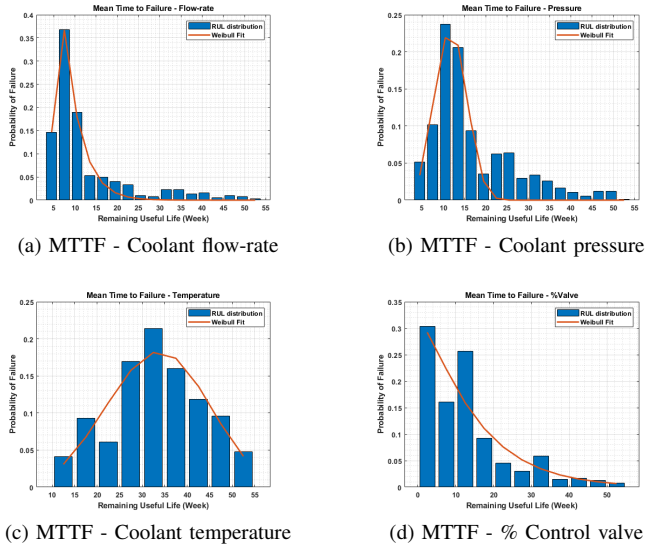 Mean Time to Failure - Flow-rate
0.4
0.35
0.3
0.25
0.2
0.15
0.1
0.05
0
Probability of Failure
RUL distribution
Weibull Fit
5 10 15 20 25 30 35 40 45 50 55
Remaining Useful Life (Week)
(a) MTTF - Coolant flow-rate
Mean Time to Failure - Pressure
0.25
0.2
0.15
0.1
0.05
0
Probability of Failure
RUL distribution
Weibull Fit
5 10 15 20 25 30 35 40 45 50 55
Remaining Useful Life (Week)
(b) MTTF - Coolant pressure
Mean Time to Failure - Temperature
0.25
0.2
0.15
0.1
0.05
0
Probability of Failure
RUL distribution
Weibull Fit
10 15 20 25 30 35 40 45 50 55
Remaining Useful Life (Week)
(c) MTTF - Coolant temperature
Mean Time to Failure - %Valve
0.35
0.3
0.25
0.2
0.15
0.1
0.05
0
Probability of Failure
RUL distribution
Weibull Fit
0 10 20 30 40 50
Remaining Useful Life (Week)
(d) MTTF - % Control valve